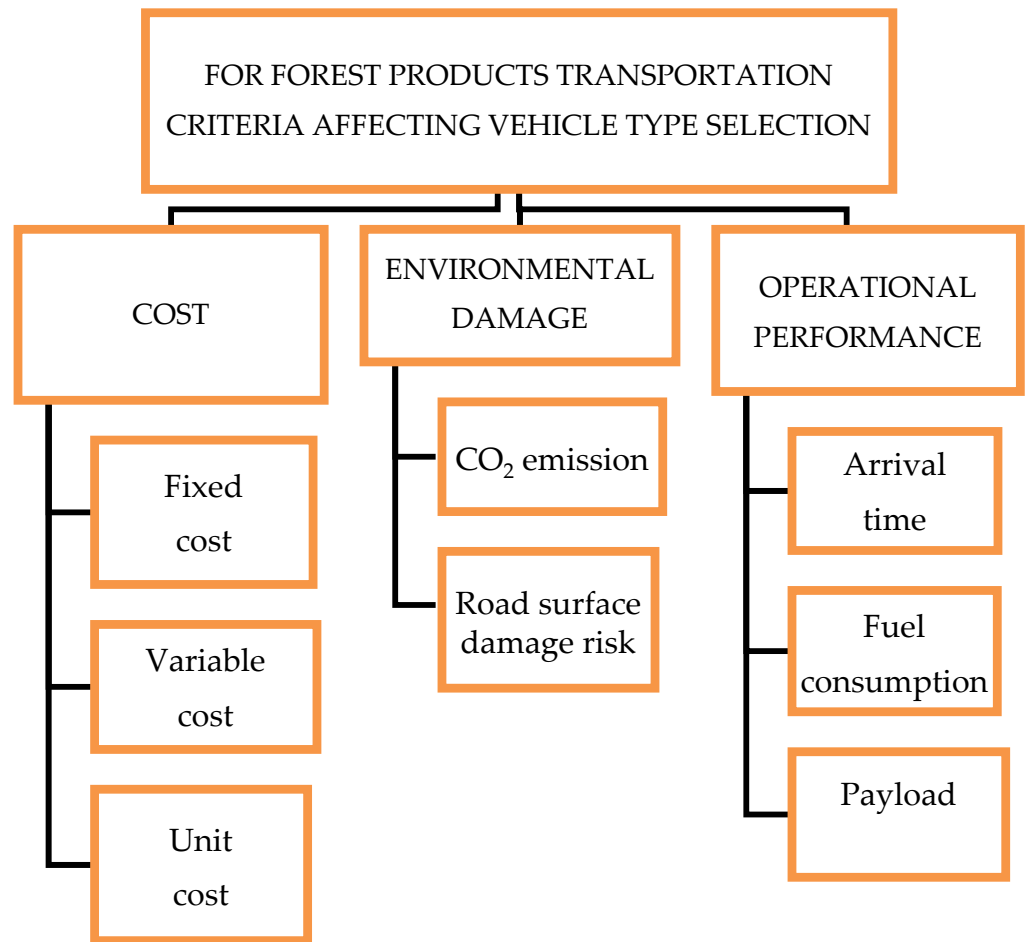 FOR FOREST PRODUCTS TRANSPORTATION
CRITERIA AFFECTING VEHICLE TYPE SELECTION
COST
Fixed
cost
Variable
cost
Unit
cost
ENVIRONMENTAL
DAMAGE
CO₂ emission
Road surface
damage risk
OPERATIONAL
PERFORMANCE
Arrival
time
Fuel
consumption
Payload